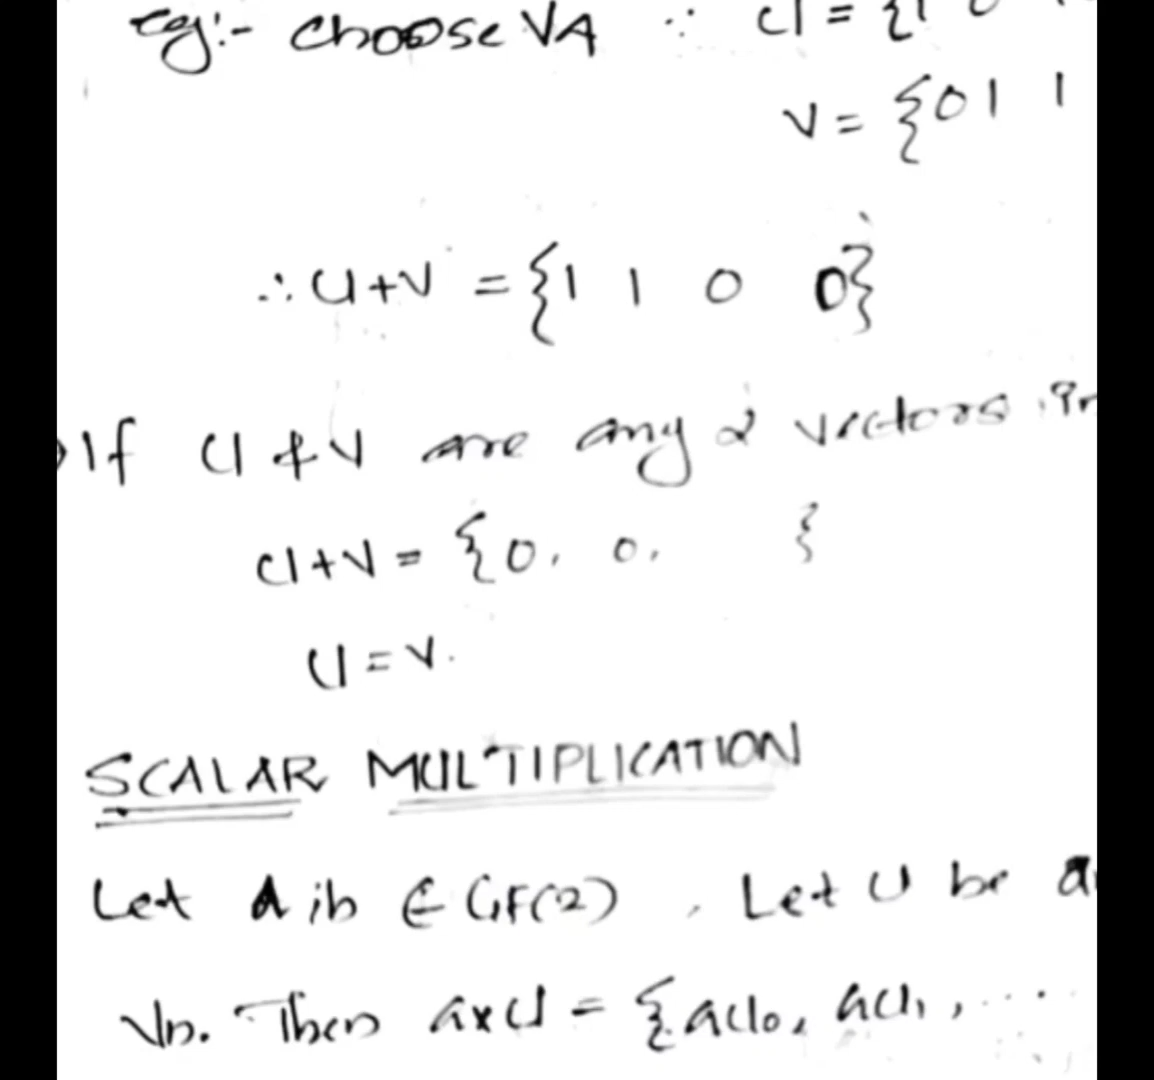 Eg:- Choose VA ∵ U = {1 0
V = {0 1 1
∴ U+V = {1 1 0 0}
If U & V are any 2 vectors in
U+V = {0, 0, }
U = V.
SCALAR MULTIPLICATION
Let a, b ∈ GF(2). Let U be a
Vn. Then a×U = {aU0, aU1, ....